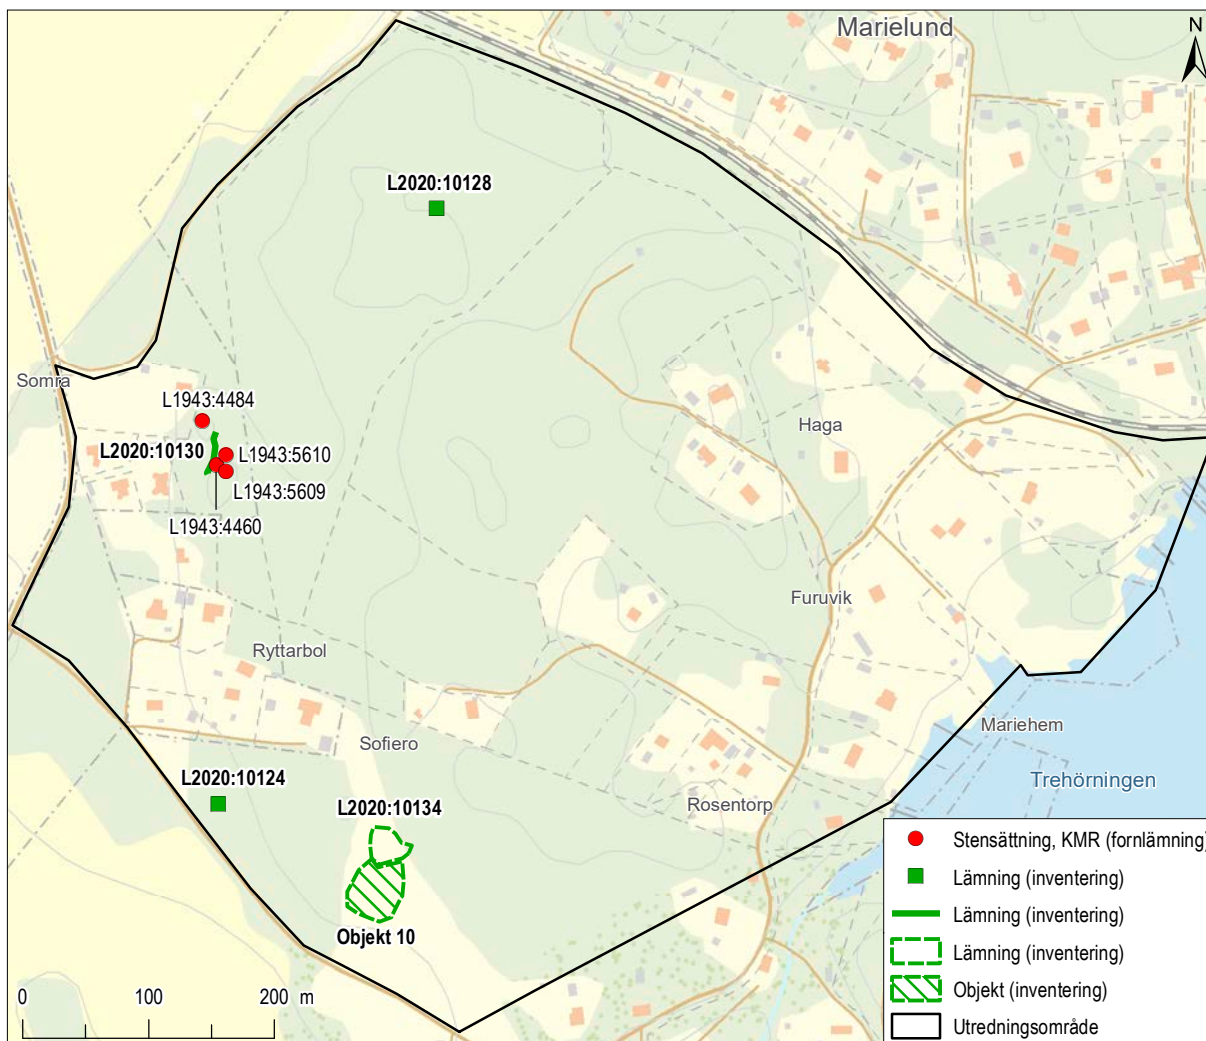 Marielund
N
L2020:10128
Somra
L1943:4484
L2020:10130
L1943:5610
L1943:5609
L1943:4460
Haga
Furuvik
Ryttarbol
Sofiero
Mariehem
Trehörningen
L2020:10124
L2020:10134
Rosentorp
Objekt 10
0 100 200 m
Stensättning, KMR (fornlämning)
Lämning (inventering)
Lämning (inventering)
Lämning (inventering)
Objekt (inventering)
Utredningsområde